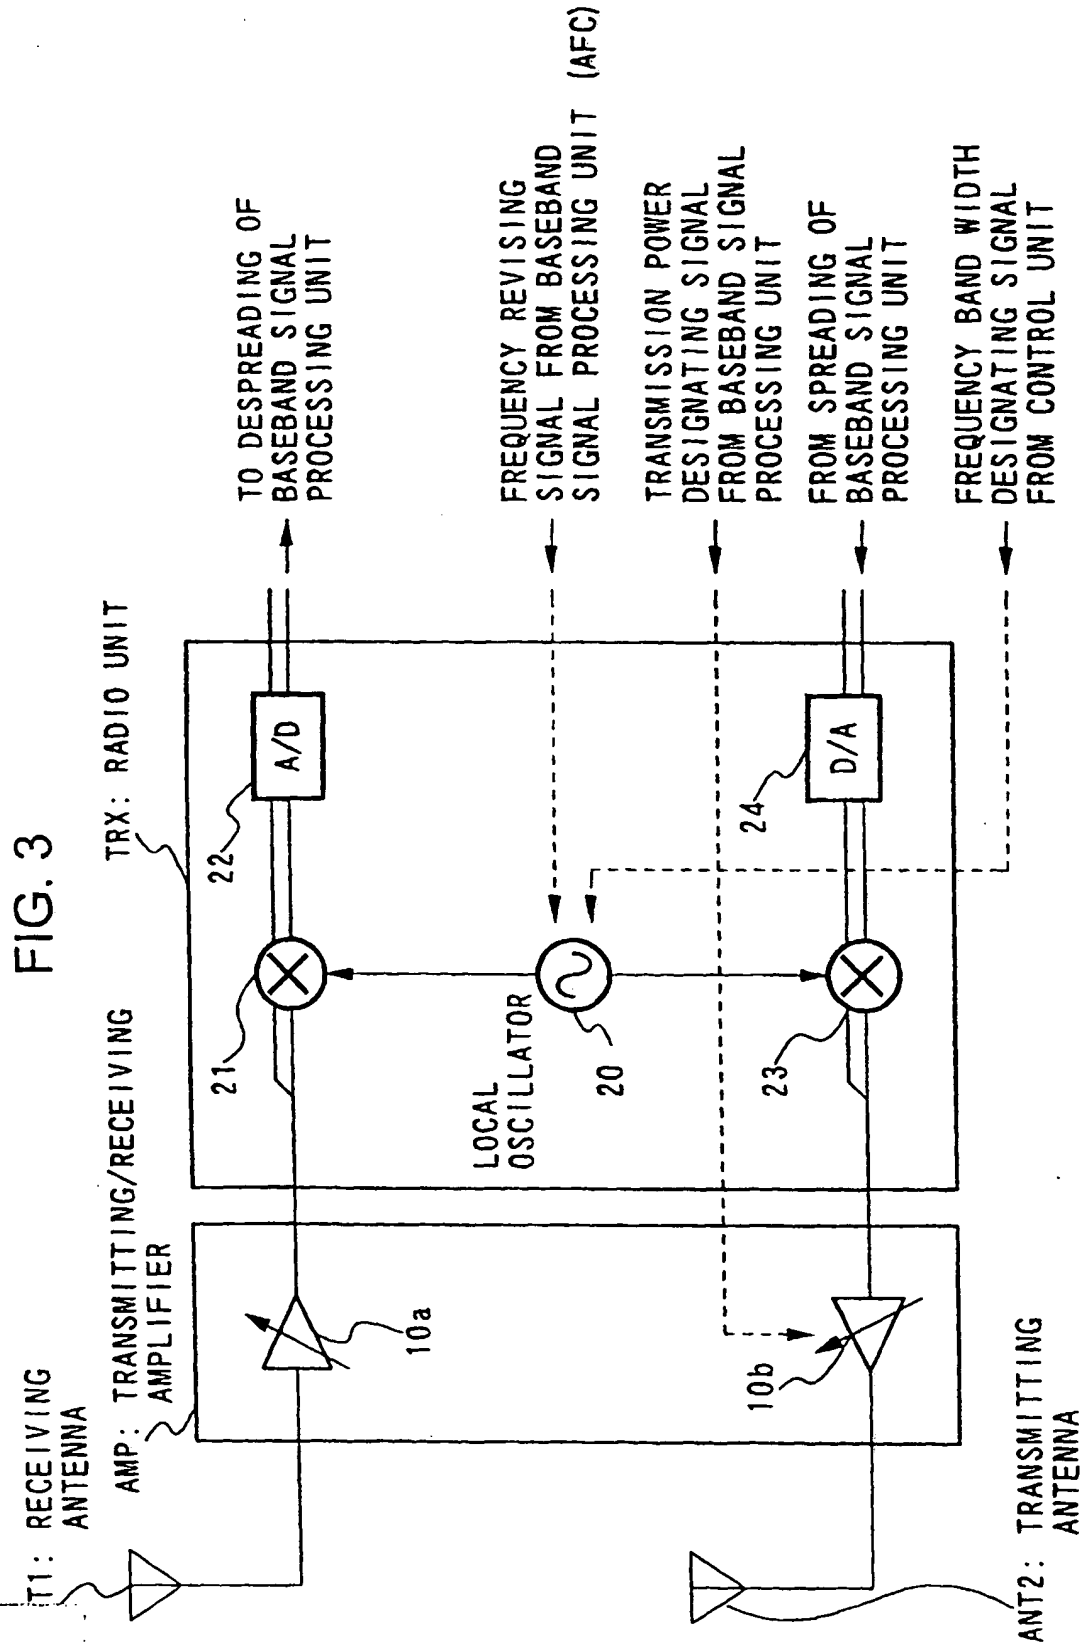 FIG. 3
T1: RECEIVING
ANTENNA
AMP: TRANSMITTING/RECEIVING
AMPLIFIER
TRX: RADIO UNIT
TO DESPREADING OF
BASEBAND SIGNAL
PROCESSING UNIT
21
22
A/D
10a
LOCAL
OSCILLATOR
20
FREQUENCY REVISING
SIGNAL FROM BASEBAND
SIGNAL PROCESSING UNIT (AFC)
TRANSMISSION POWER
DESIGNATING SIGNAL
FROM BASEBAND SIGNAL
PROCESSING UNIT
10b
23
24
D/A
FROM SPREADING OF
BASEBAND SIGNAL
PROCESSING UNIT
FREQUENCY BAND WIDTH
DESIGNATING SIGNAL
FROM CONTROL UNIT
ANT2: TRANSMITTING
ANTENNA